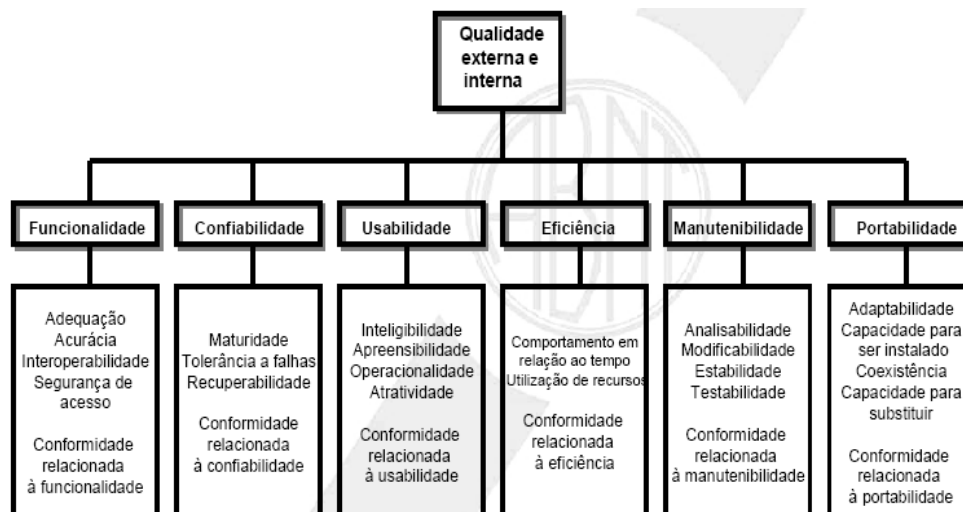 Qualidade
externa e
interna
Funcionalidade
Confiabilidade
Usabilidade
Eficiência
Manutenibilidade
Portabilidade
Adequação
Acurácia
Interoperabilidade
Segurança de
acesso
Conformidade
relacionada
à funcionalidade
Maturidade
Tolerância a falhas
Recuperabilidade
Conformidade
relacionada
à confiabilidade
Inteligibilidade
Apreensibilidade
Operacionalidade
Atratividade
Conformidade
relacionada
à usabilidade
Comportamento em
relação ao tempo
Utilização de recursos
Conformidade
relacionada
à eficiência
Analisabilidade
Modificabilidade
Estabilidade
Testabilidade
Conformidade
relacionada
à manutenibilidade
Adaptabilidade
Capacidade para
ser instalado
Coexistência
Capacidade para
substituir
Conformidade
relacionada
à portabilidade
ABNT